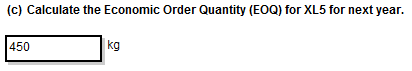 (c) Calculate the Economic Order Quantity (EOQ) for XL5 for next year.
450 kg